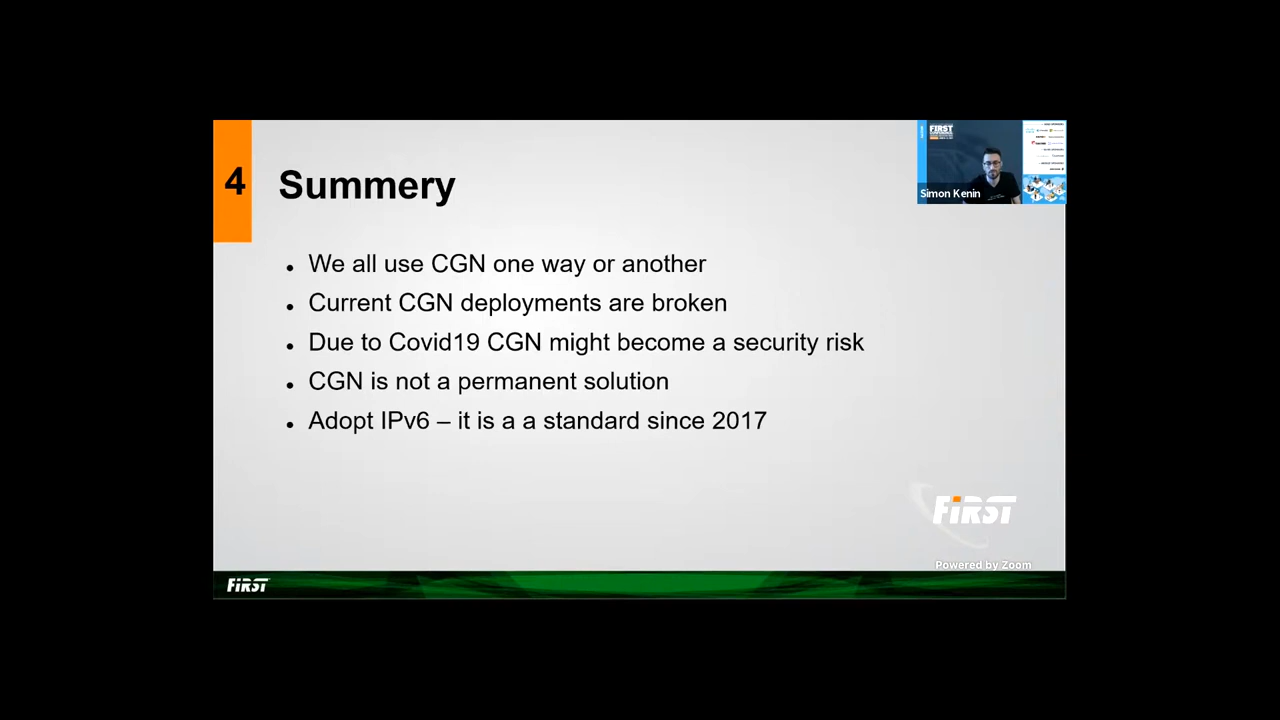 4
Summery
FIRST
Simon Kenin
We all use CGN one way or another
Current CGN deployments are broken
Due to Covid19 CGN might become a security risk
CGN is not a permanent solution
Adopt IPv6 – it is a a standard since 2017
FIRST
Powered by Zoom
FIRST